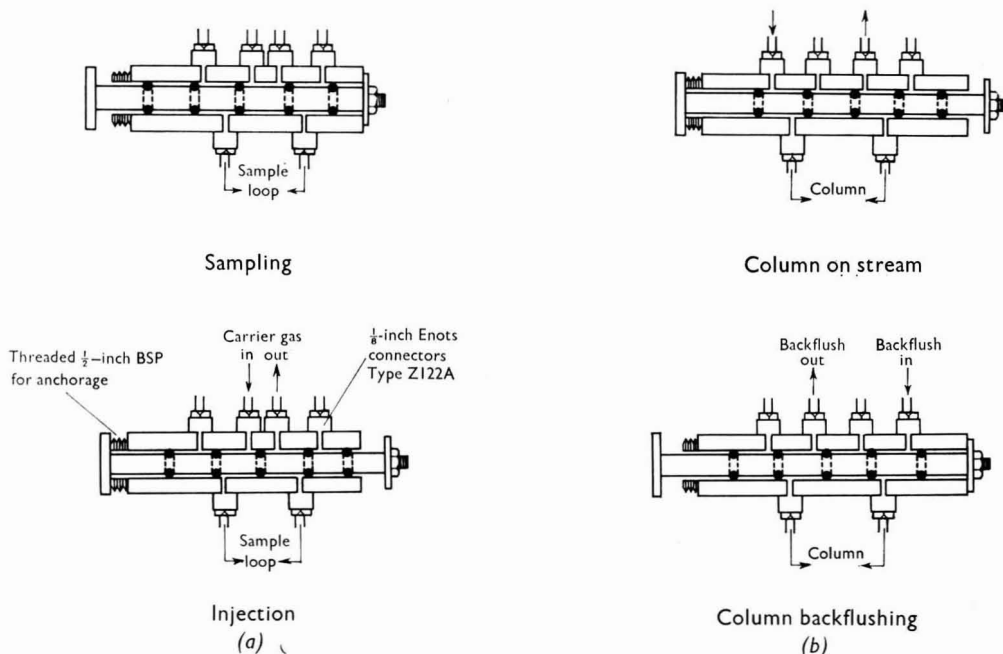 Sample
loop
Sampling
Column
Column on stream
Threaded ½-inch BSP
for anchorage
Carrier gas
in out
⅛-inch Enots
connectors
Type Z122A
Sample
loop
Injection
(a)
Backflush
out
Backflush
in
Column
Column backflushing
(b)